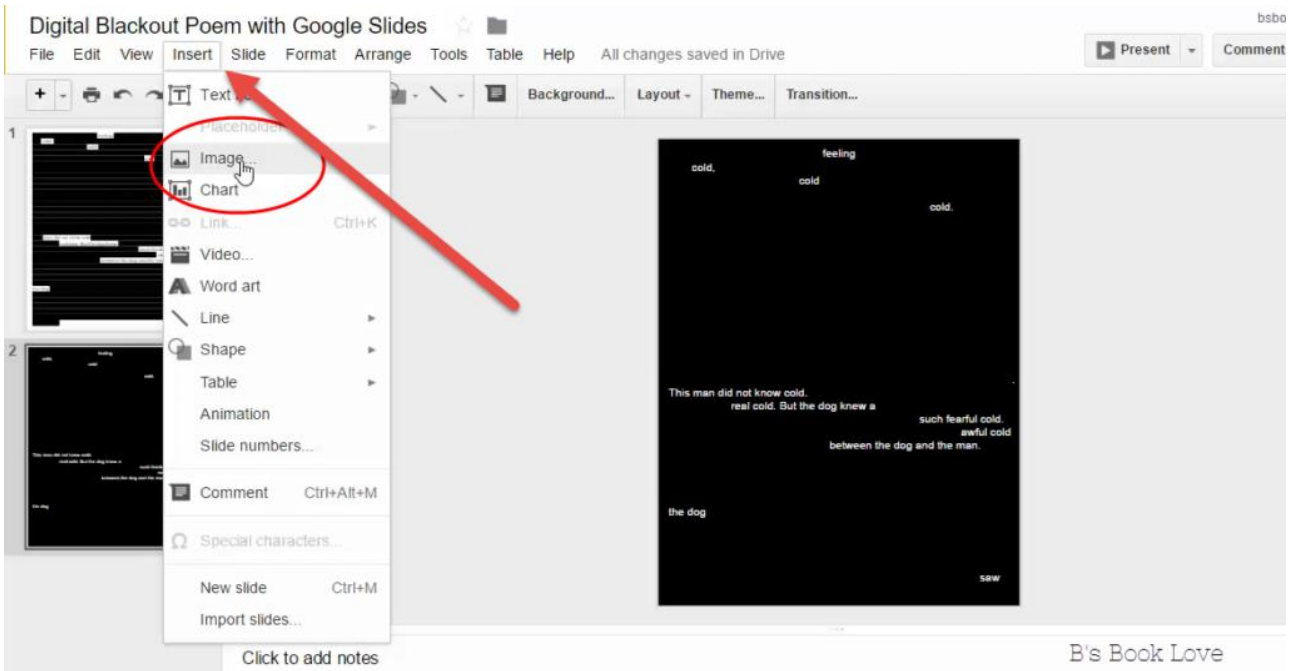 Digital Blackout Poem with Google Slides
bsbo
File Edit View Insert Slide Format Arrange Tools Table Help All changes saved in Drive
Present
Comment
Background... Layout Theme... Transition...
Text
Placeholder
Image...
Chart
Link... Ctrl+K
Video...
Word art
Line
Shape
Table
Animation
Slide numbers...
Comment Ctrl+Alt+M
Special characters...
New slide Ctrl+M
Import slides...
1
2
feeling
cold,
cold
cold.
This man did not know cold.
real cold. But the dog knew a
such fearful cold.
awful cold
between the dog and the man.
the dog
saw
Click to add notes
B's Book Love